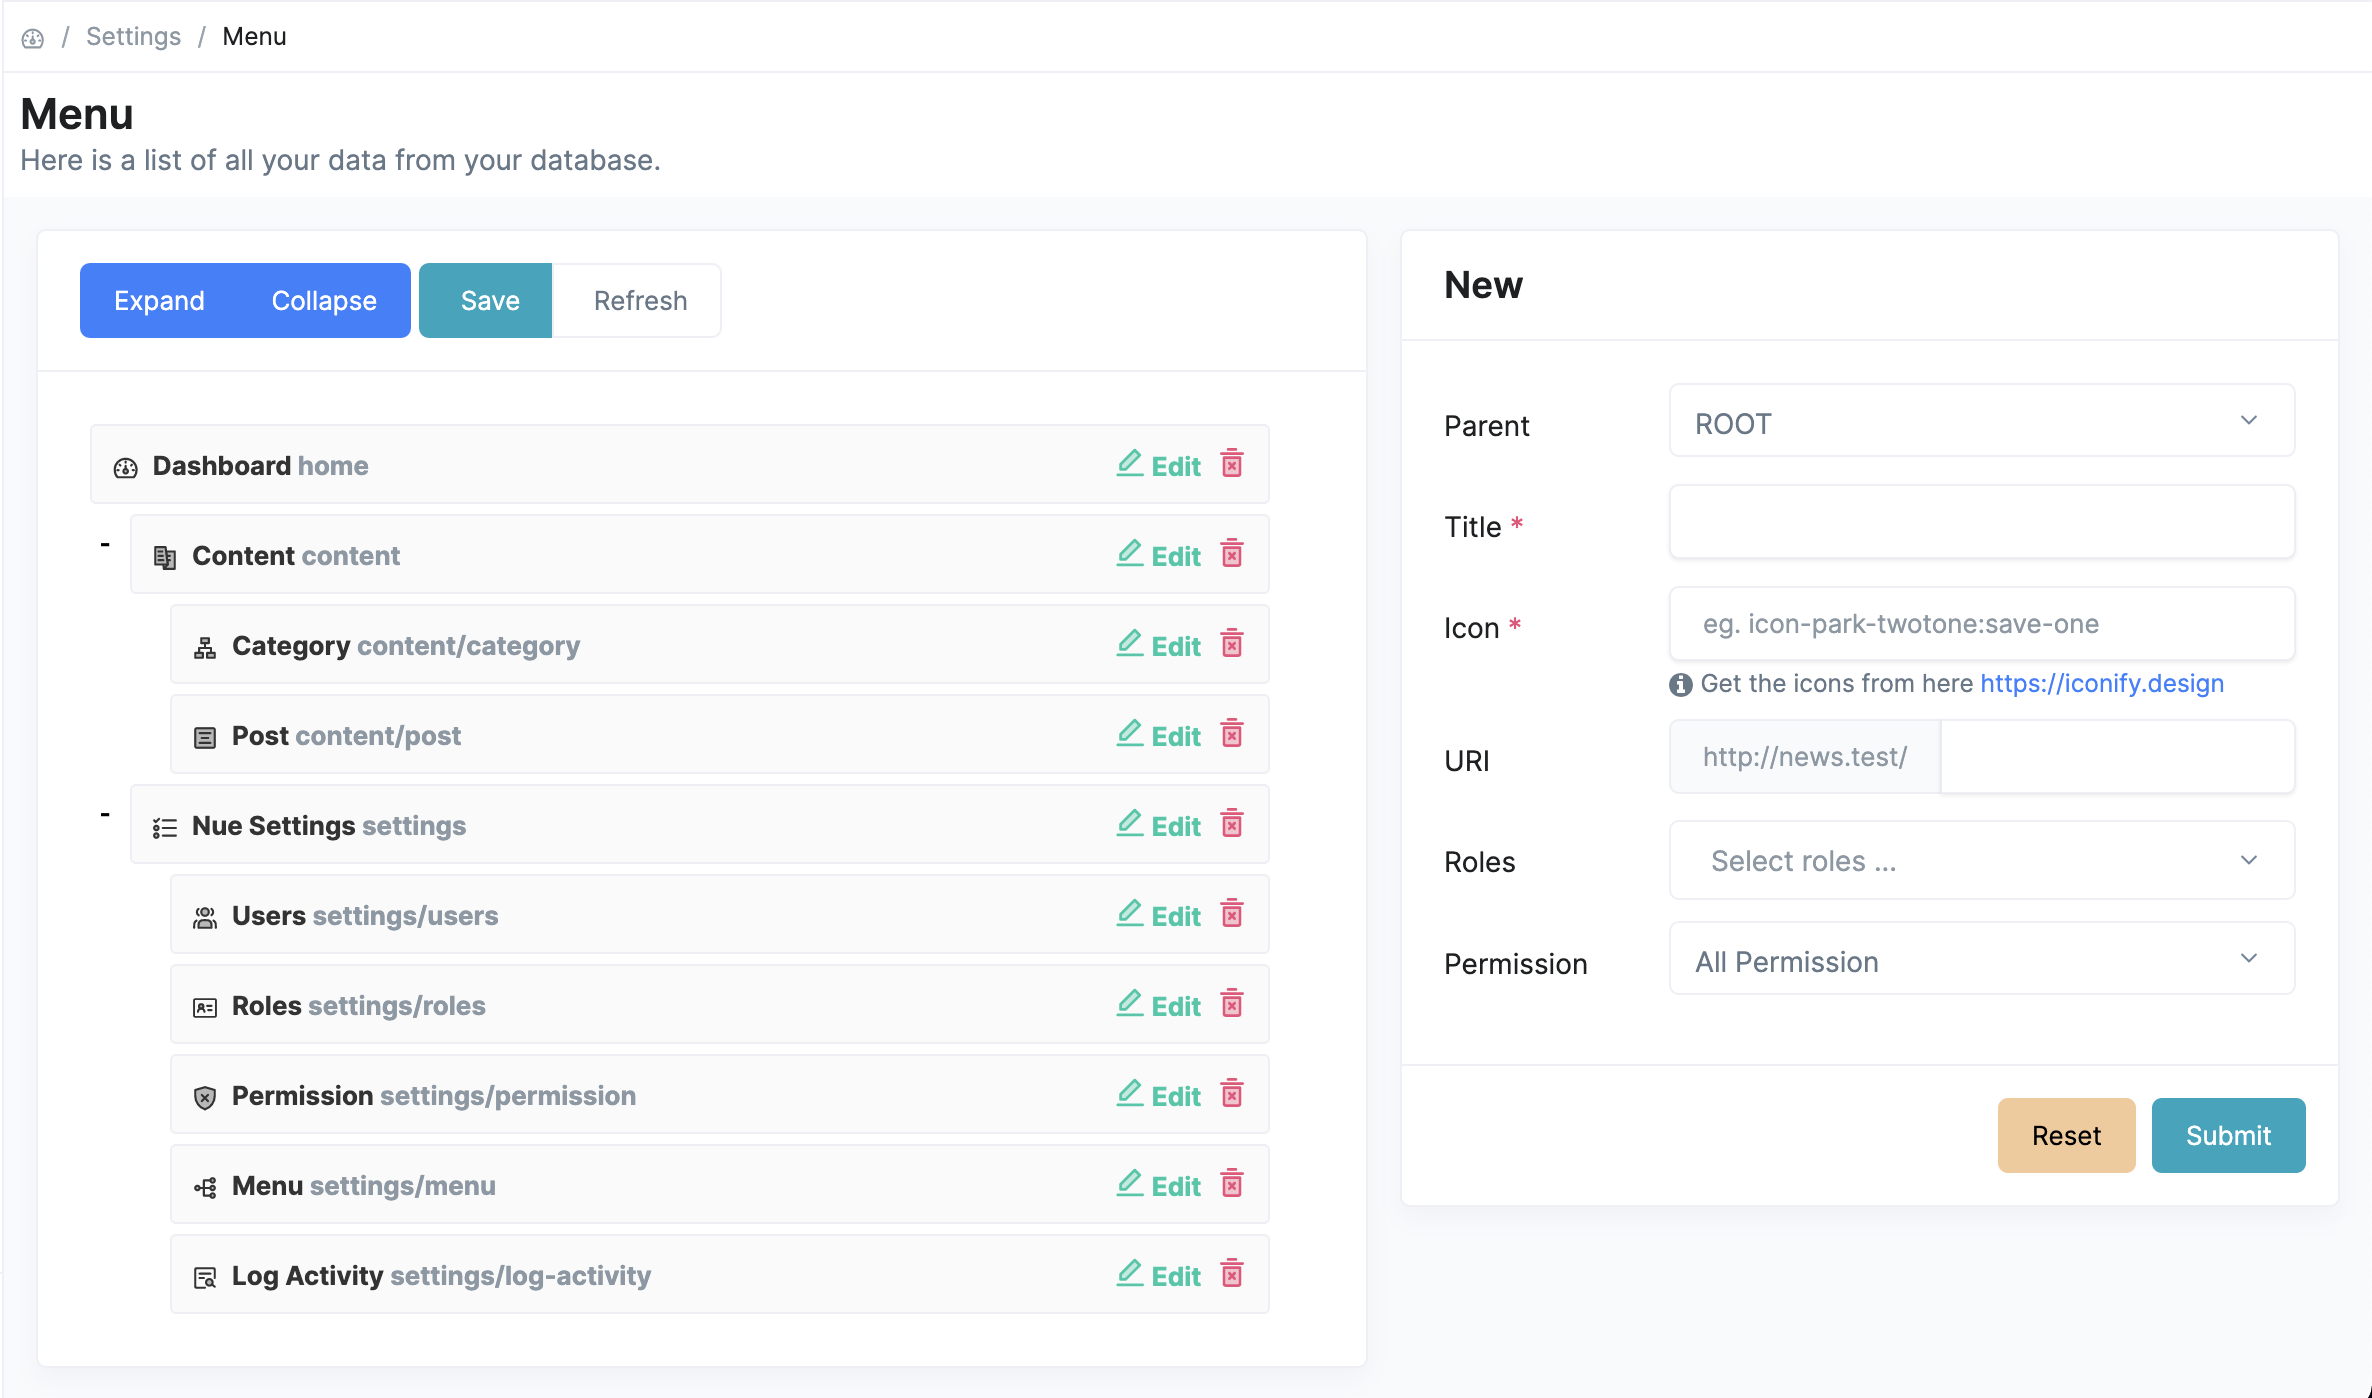 / Settings / Menu
Menu
Here is a list of all your data from your database.
Expand Collapse Save Refresh
Dashboard home Edit
- Content content Edit
Category content/category Edit
Post content/post Edit
- Nue Settings settings Edit
Users settings/users Edit
Roles settings/roles Edit
Permission settings/permission Edit
Menu settings/menu Edit
Log Activity settings/log-activity Edit
New
Parent ROOT
Title *
Icon * eg. icon-park-twotone:save-one
Get the icons from here https://iconify.design
URI http://news.test/
Roles Select roles ...
Permission All Permission
Reset Submit